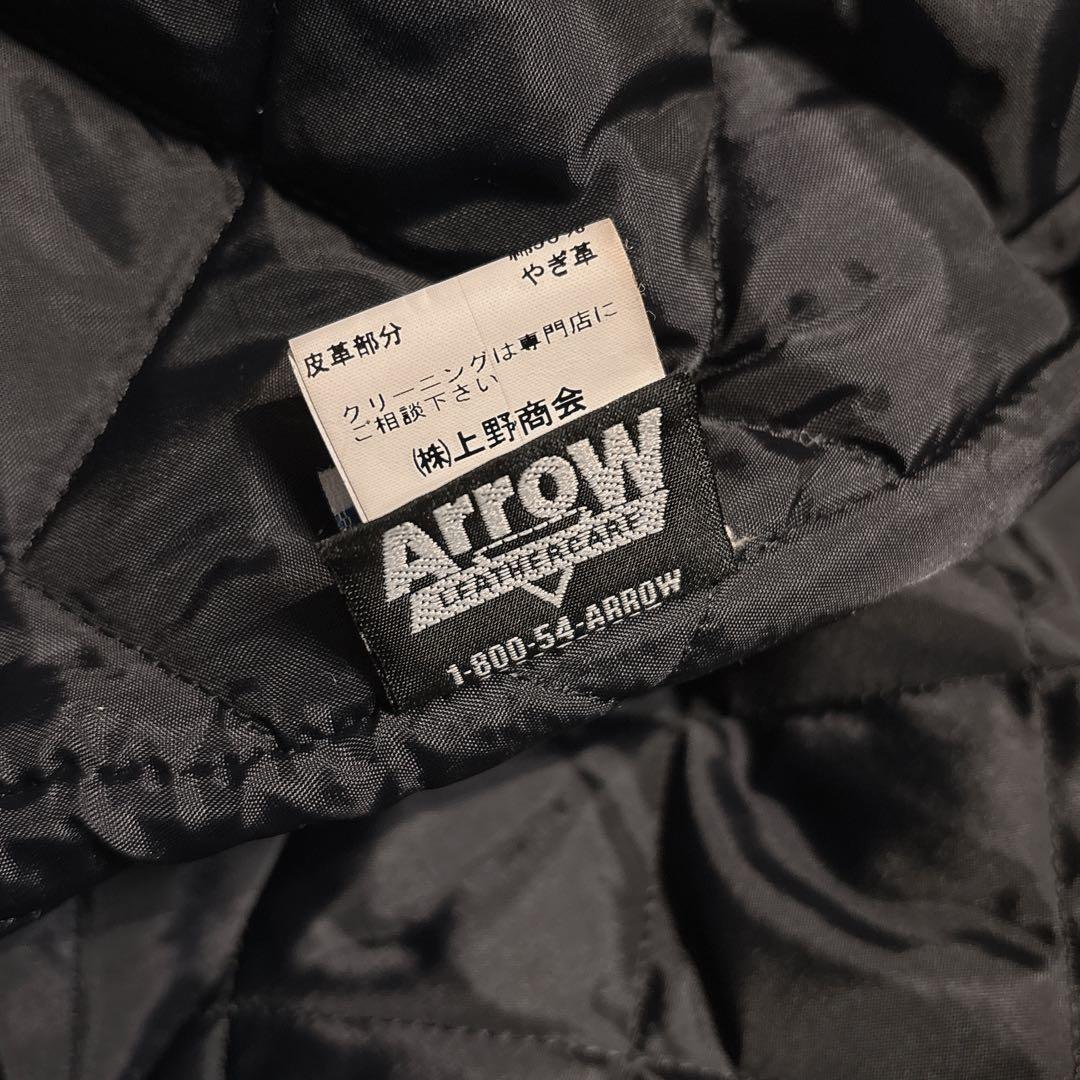 やぎ革
皮革部分
クリーニングは専門店に
ご相談下さい
㈱上野商会
Arrow
LEATHERCARE
1-800-54-ARROW